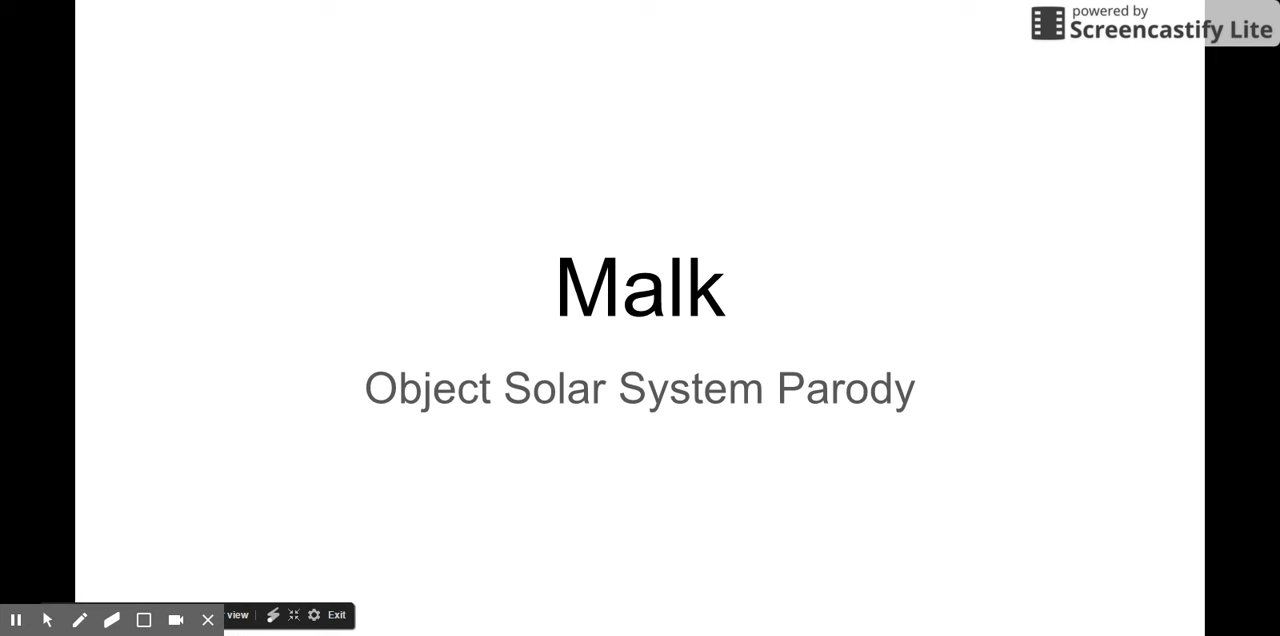 powered by
Screencastify Lite
Malk
Object Solar System Parody
view
Exit